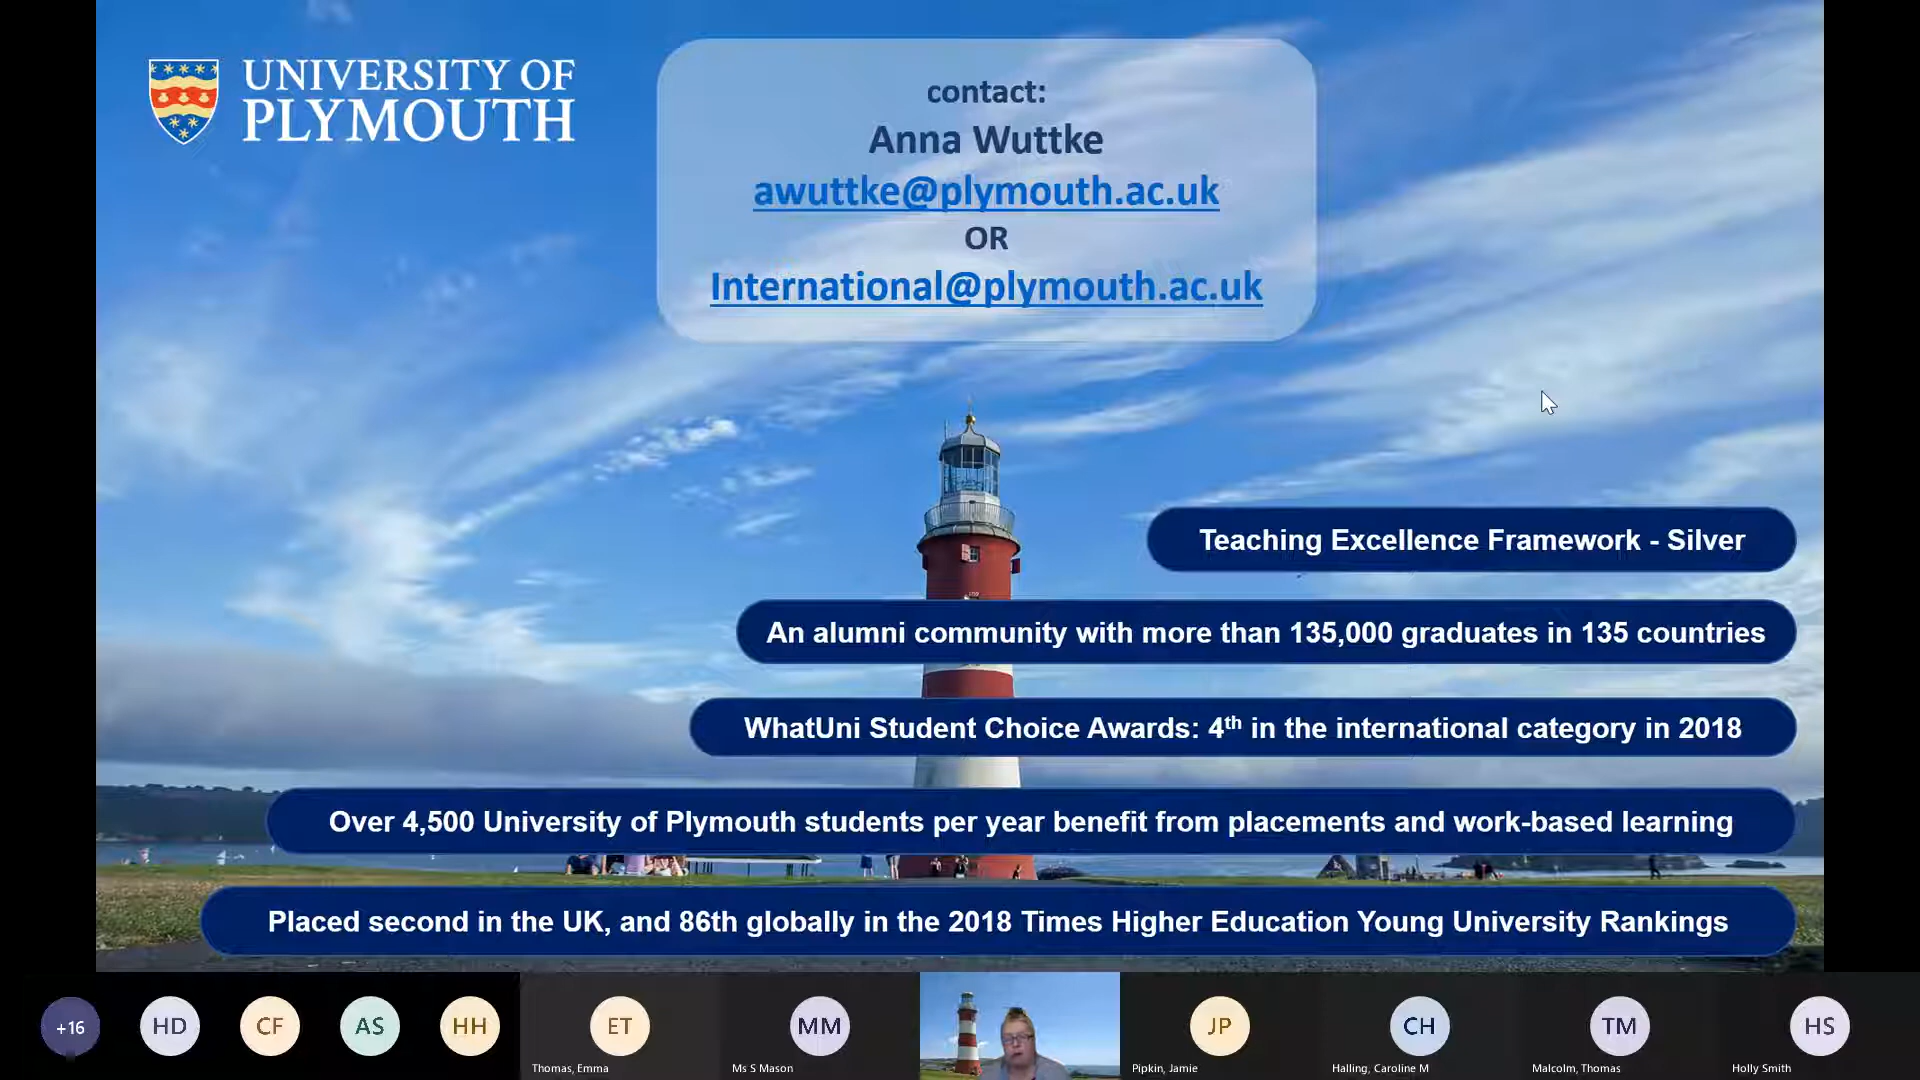 UNIVERSITY OF
PLYMOUTH
contact:
Anna Wuttke
awuttke@plymouth.ac.uk
OR
International@plymouth.ac.uk
Teaching Excellence Framework - Silver
An alumni community with more than 135,000 graduates in 135 countries
WhatUni Student Choice Awards: 4th in the international category in 2018
Over 4,500 University of Plymouth students per year benefit from placements and work-based learning
Placed second in the UK, and 86th globally in the 2018 Times Higher Education Young University Rankings
+16
HD
CF
AS
HH
ET
Thomas, Emma
MM
Ms S Mason
JP
Pipkin, Jamie
CH
Halling, Caroline M
TM
Malcolm, Thomas
HS
Holly Smith